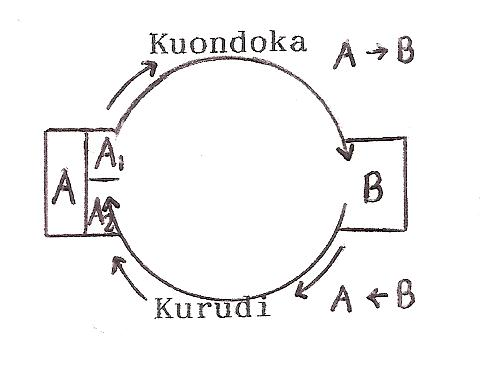 Kuondoka
A → B
A
A1
B
A2
A ← B
Kurudi